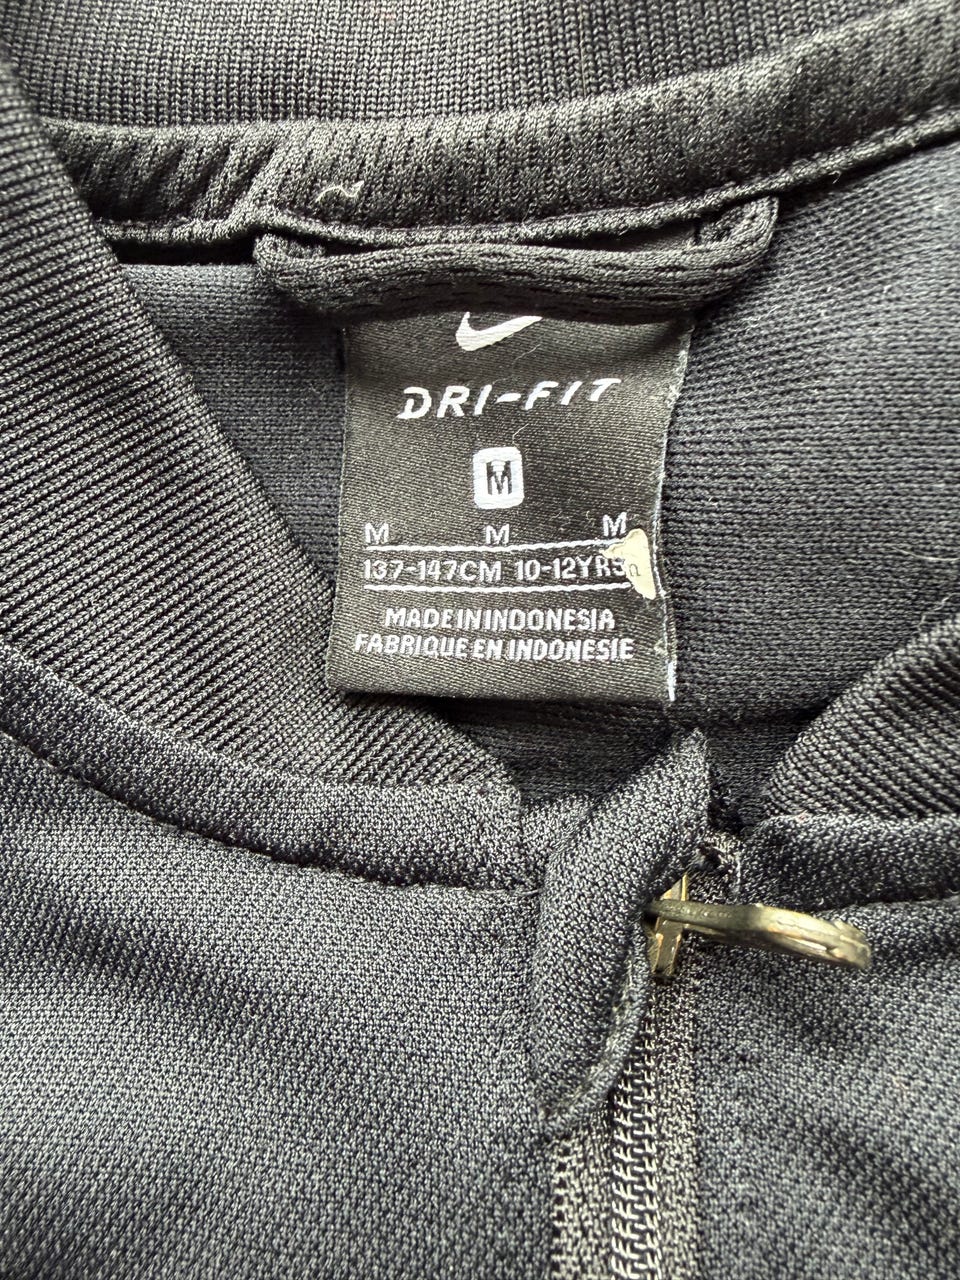 DRI-FIT
M
M M M
137-147CM 10-12YRS
MADE IN INDONESIA
FABRIQUE EN INDONESIE